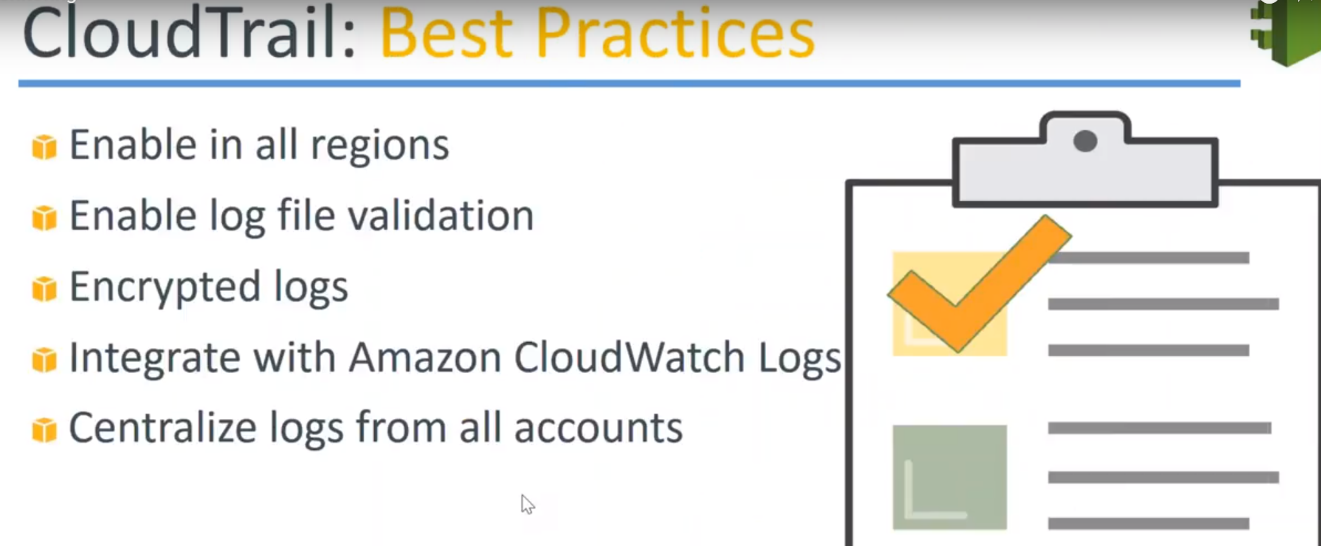 CloudTrail: Best Practices
Enable in all regions
Enable log file validation
Encrypted logs
Integrate with Amazon CloudWatch Logs
Centralize logs from all accounts